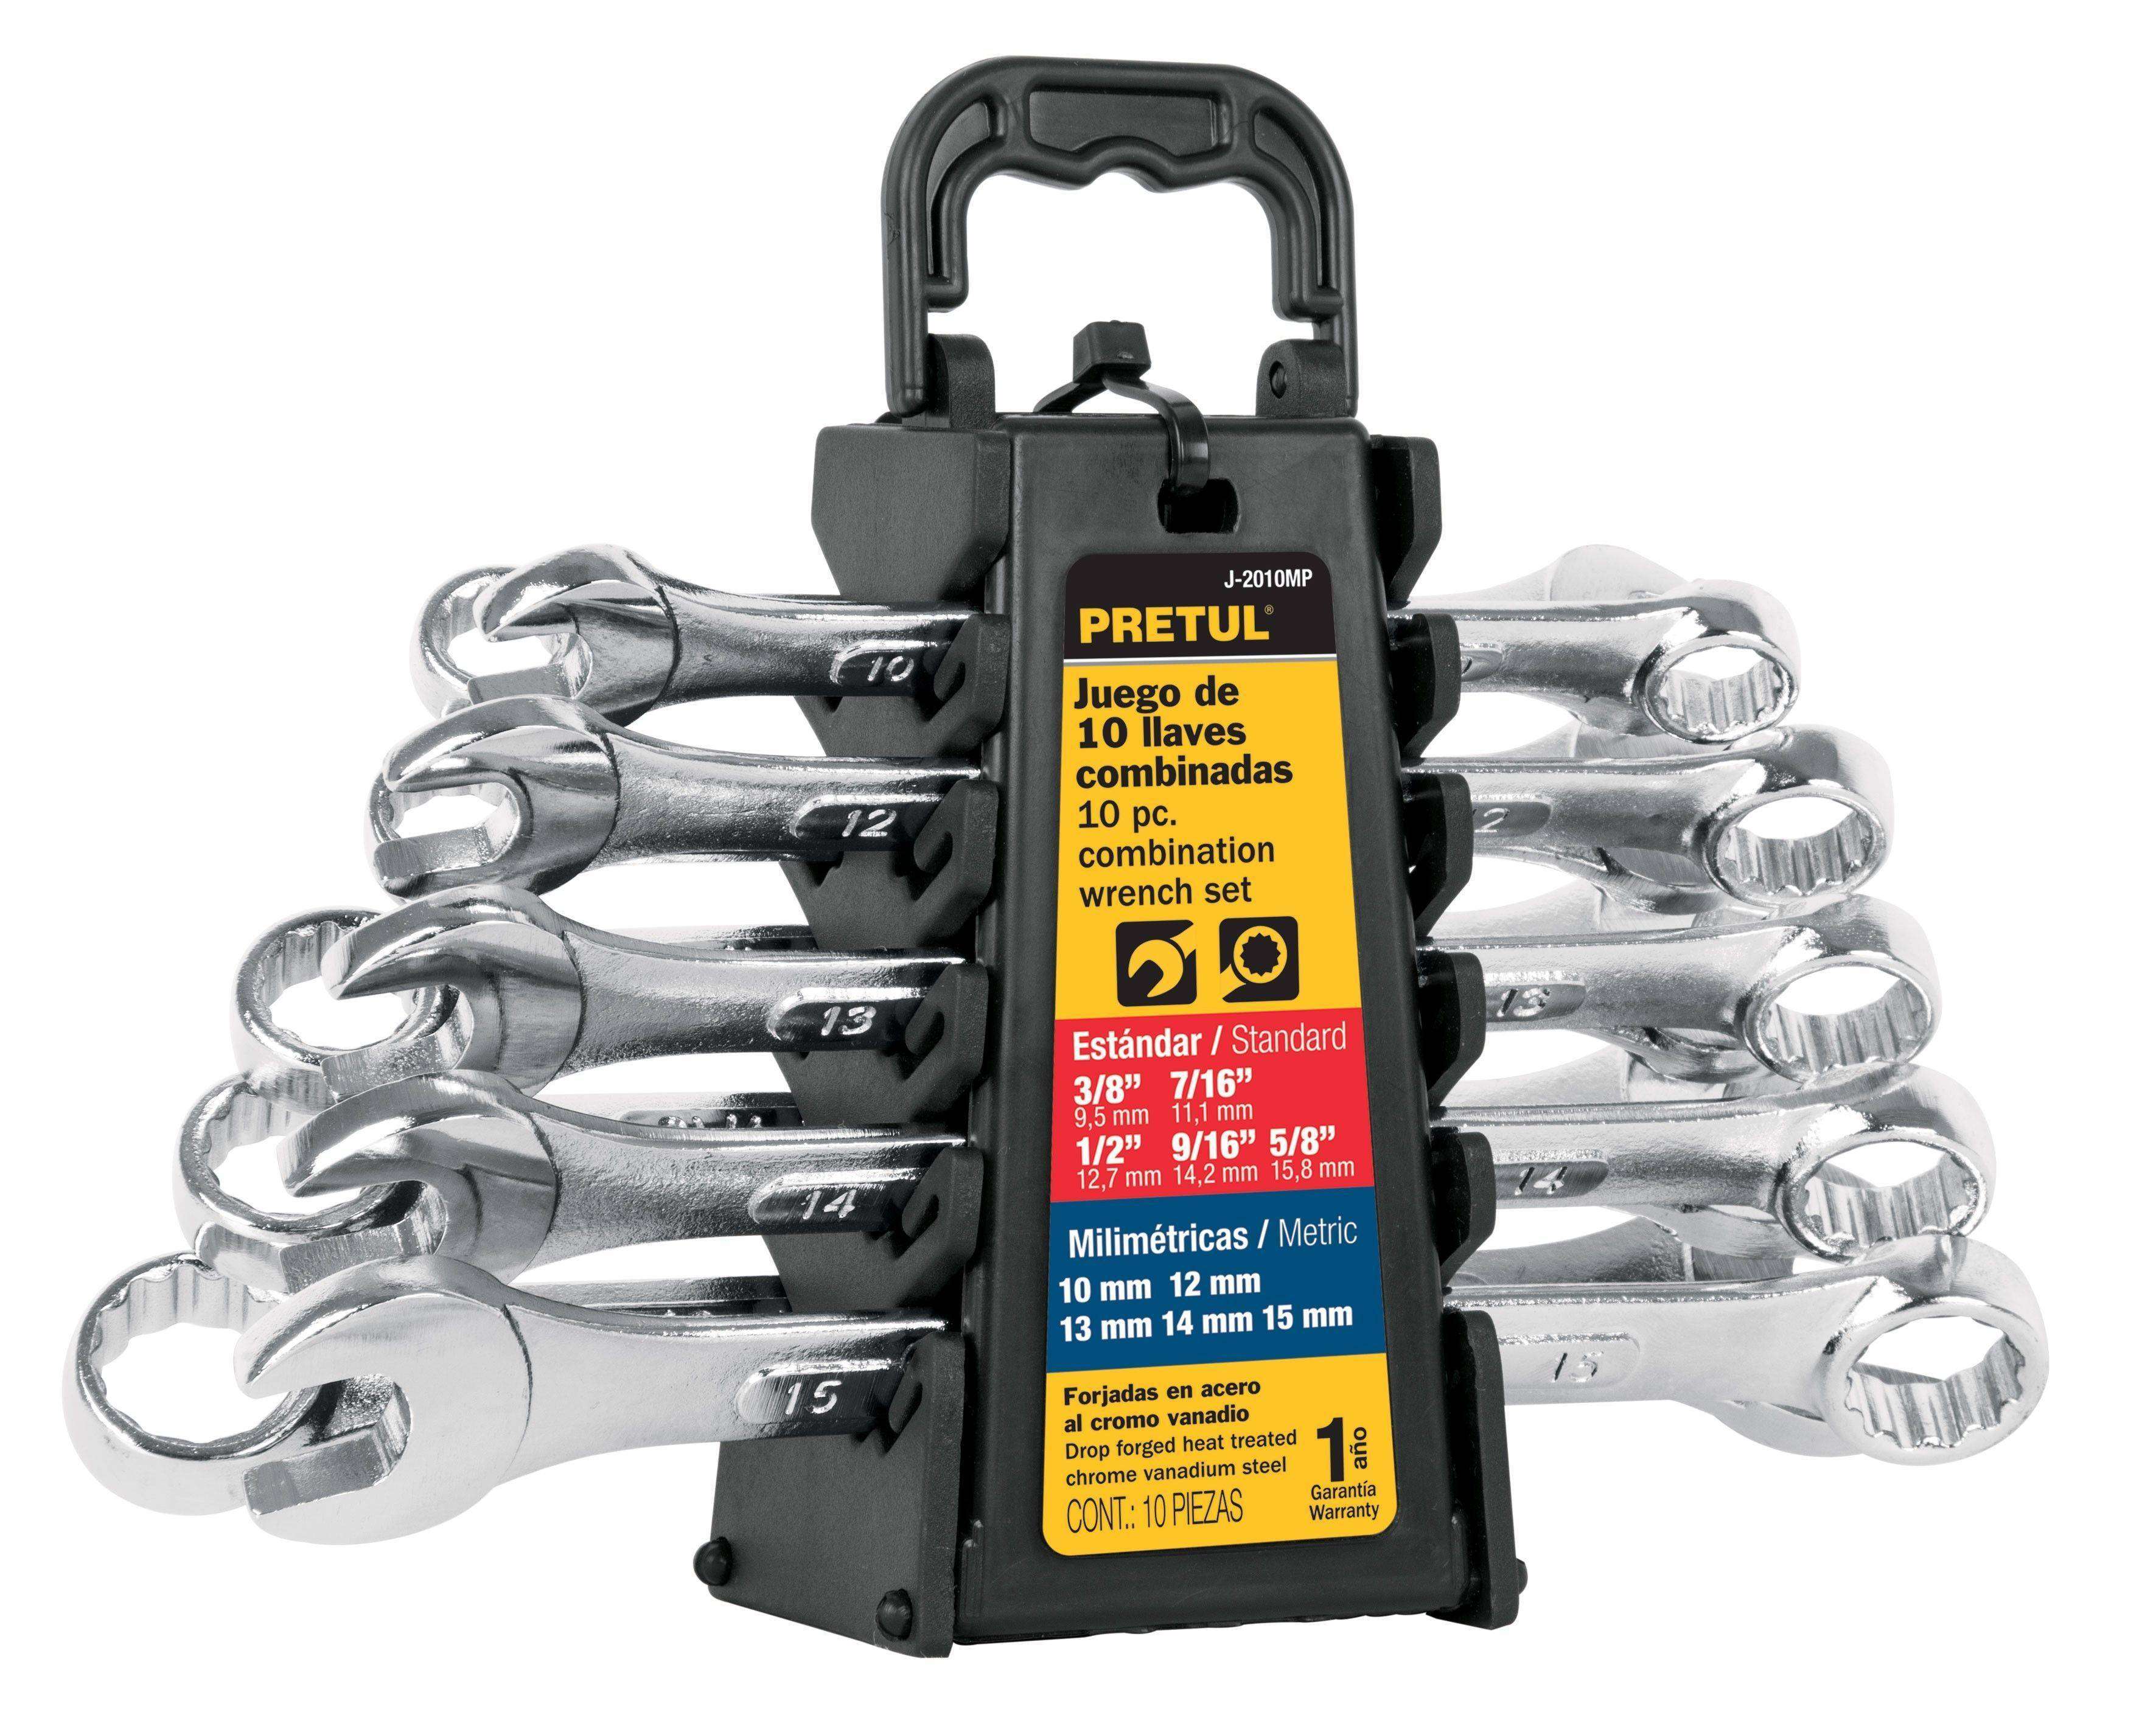 J-2010MP
PRETUL®
Juego de
10 llaves
combinadas
10 pc.
combination
wrench set
Estándar / Standard
3/8” 7/16”
9,5 mm 11,1 mm
1/2” 9/16” 5/8”
12,7 mm 14,2 mm 15,8 mm
Milimétricas / Metric
10 mm 12 mm
13 mm 14 mm 15 mm
Forjadas en acero
al cromo vanadio
Drop forged heat treated
chrome vanadium steel
CONT.: 10 PIEZAS
1 año
Garantía
Warranty
10
12
13
14
15
13
14
15